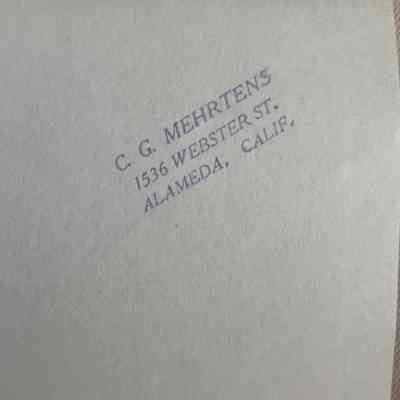 C. G. MEHRTENS
1536 WEBSTER ST.
ALAMEDA, CALIF.